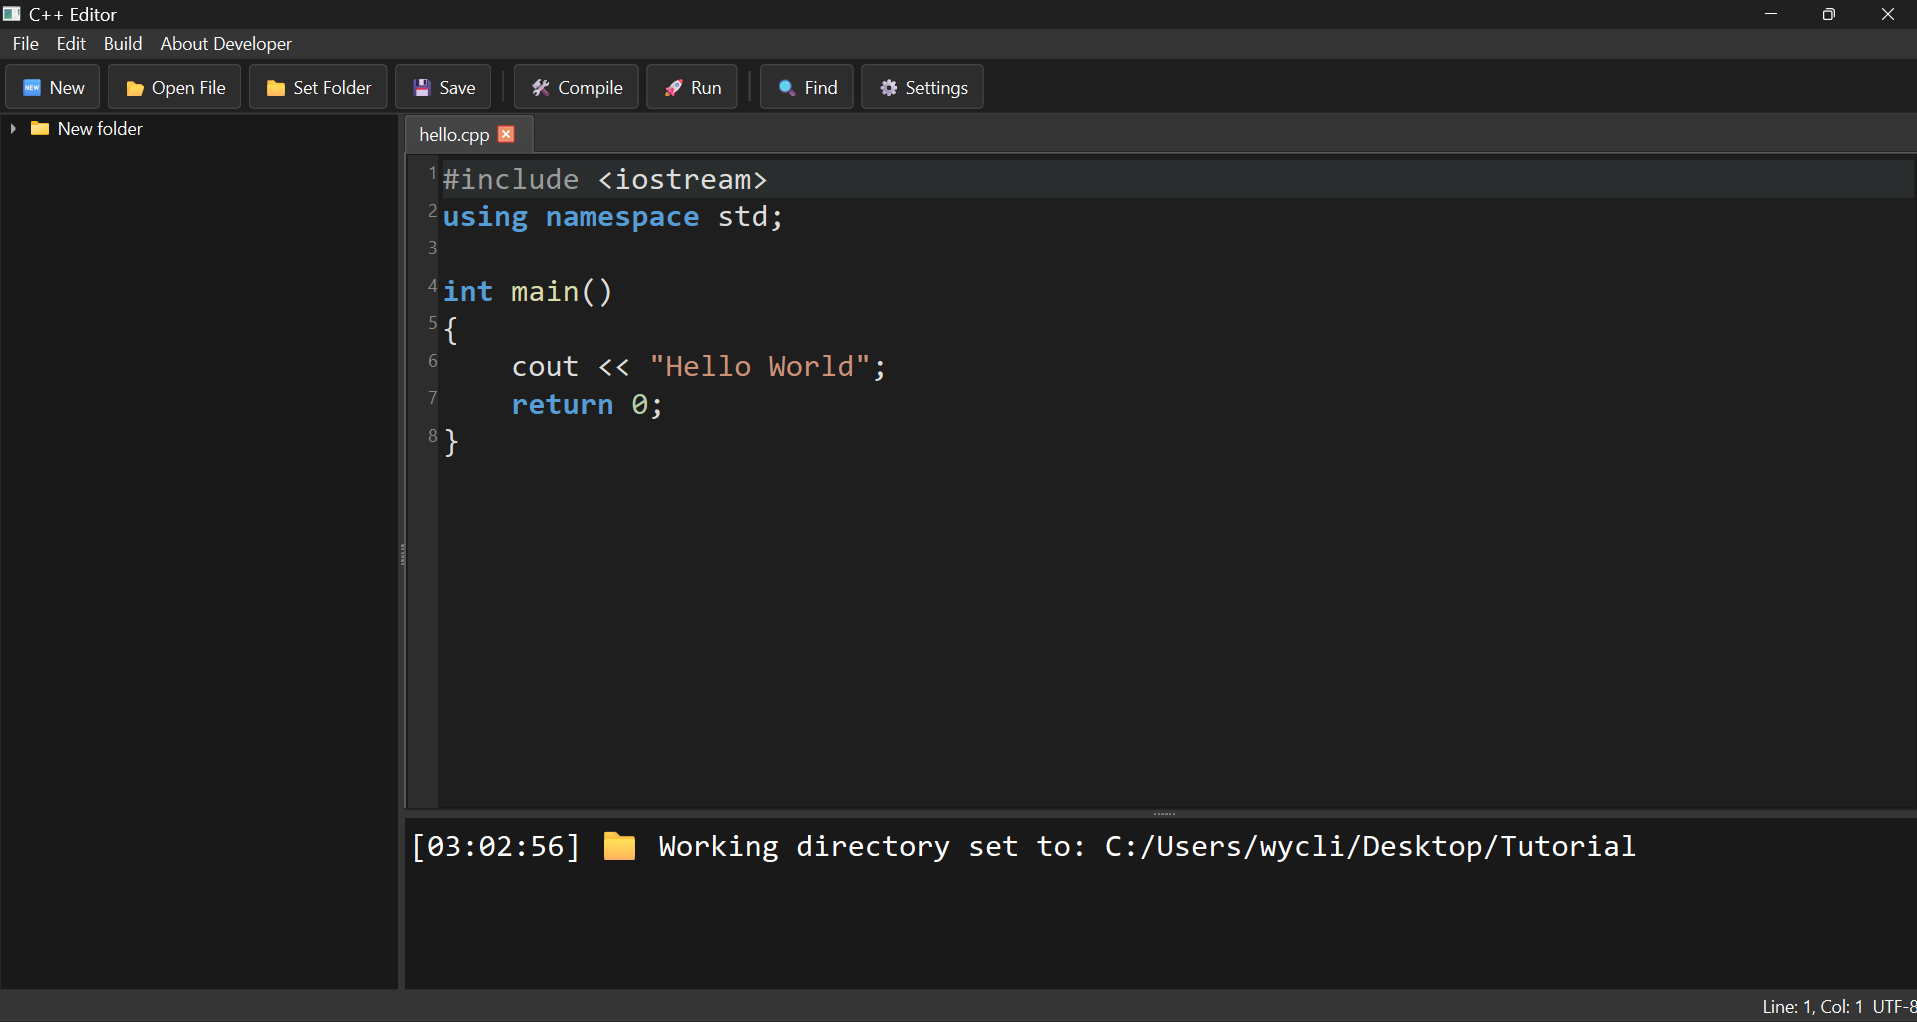 C++ Editor
File Edit Build About Developer
NEW New Open File Set Folder Save Compile Run Find Settings
New folder
hello.cpp
1 #include <iostream>
2 using namespace std;
3
4 int main()
5 {
6     cout << "Hello World";
7     return 0;
8 }
[03:02:56] Working directory set to: C:/Users/wycli/Desktop/Tutorial
Line: 1, Col: 1 UTF-8